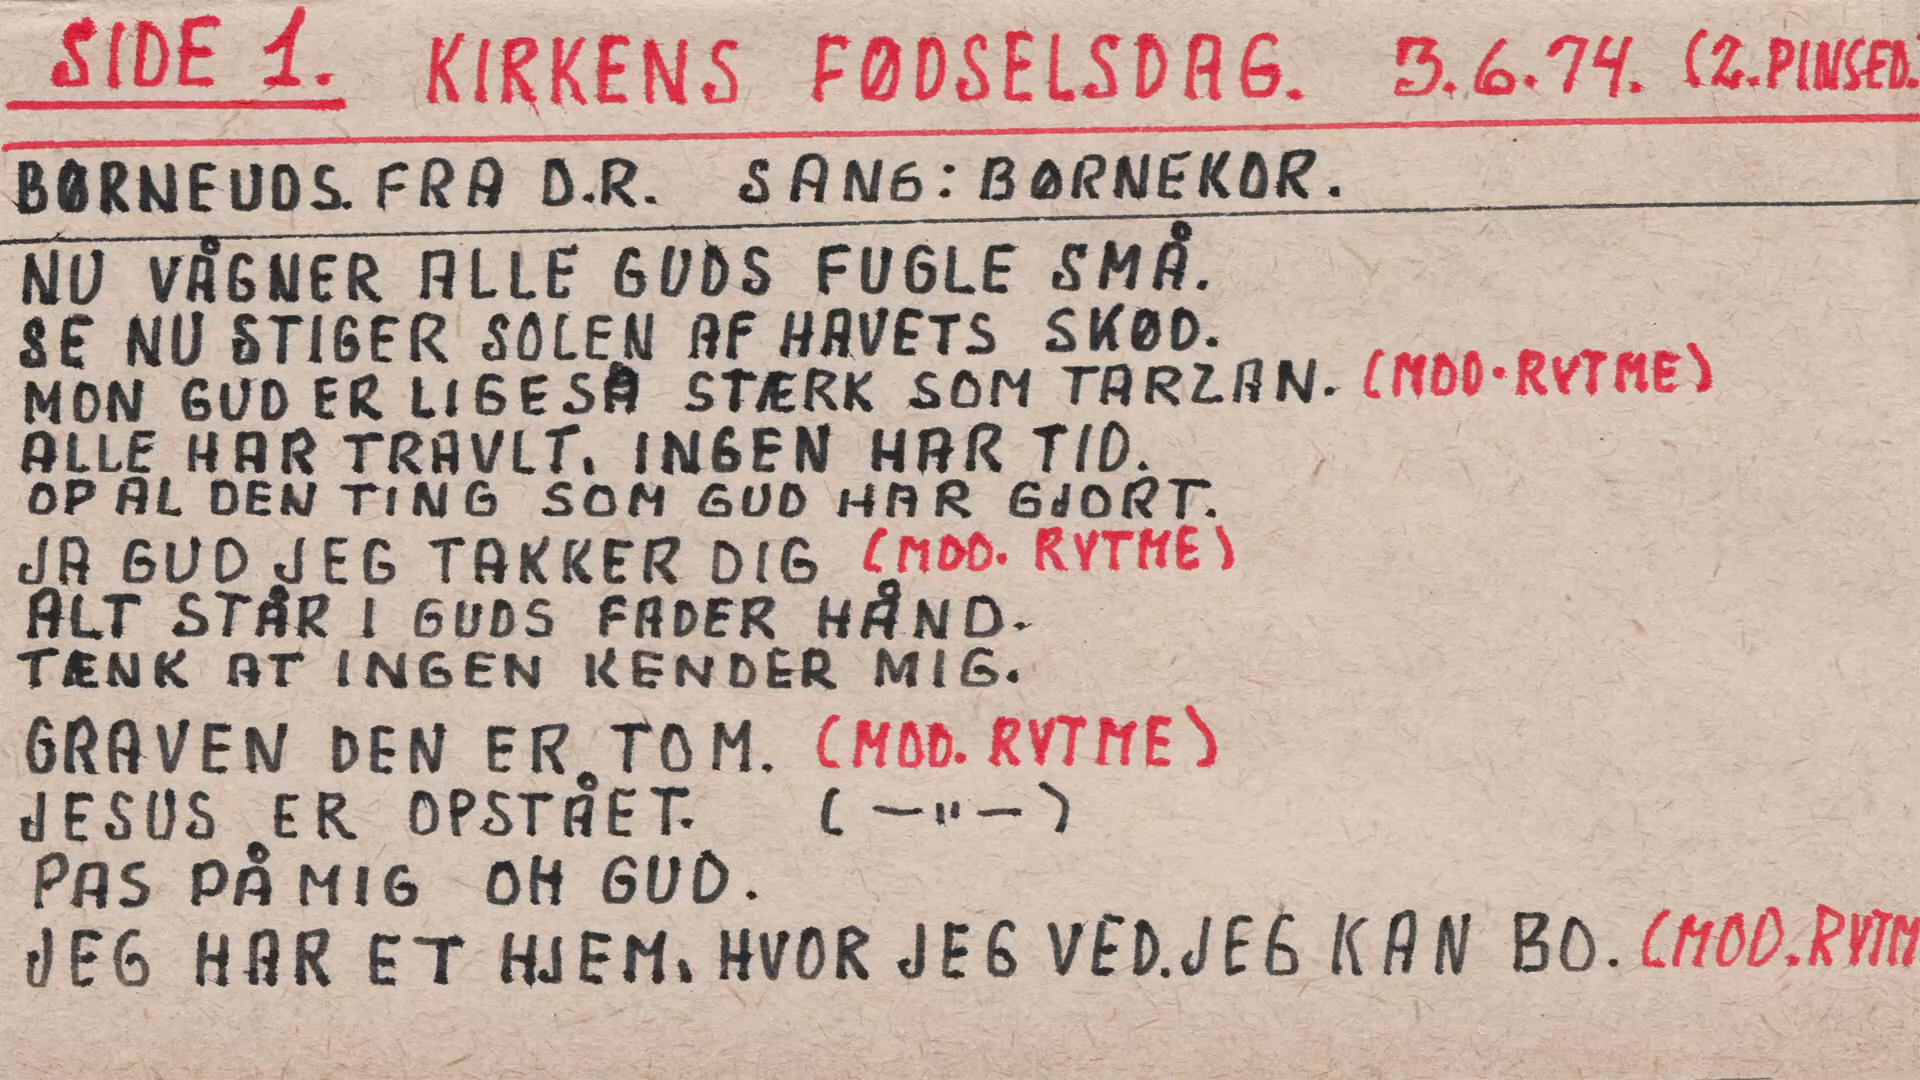 SIDE 1. KIRKENS FØDSELSDAG. 3.6.74. (2.PINSED.
BØRNEUDS. FRA D.R. SANG: BØRNEKOR.
NU VÅGNER ALLE GUDS FUGLE SMÅ.
SE NU STIGER SOLEN AF HAVETS SKØD.
MON GUD ER LIGESÅ STÆRK SOM TARZAN. (MOD. RYTME)
ALLE HAR TRAVLT. INGEN HAR TID.
OP AL DEN TING SOM GUD HAR GJORT.
JA GUD JEG TAKKER DIG (MOD. RYTME)
ALT STÅR I GUDS FADER HÅND.
TÆNK AT INGEN KENDER MIG.
GRAVEN DEN ER TOM. (MOD. RYTME)
JESUS ER OPSTÅET. (—"—)
PAS PÅ MIG OH GUD.
JEG HAR ET HJEM. HVOR JEG VED. JEG KAN BO. (MOD. RYTM